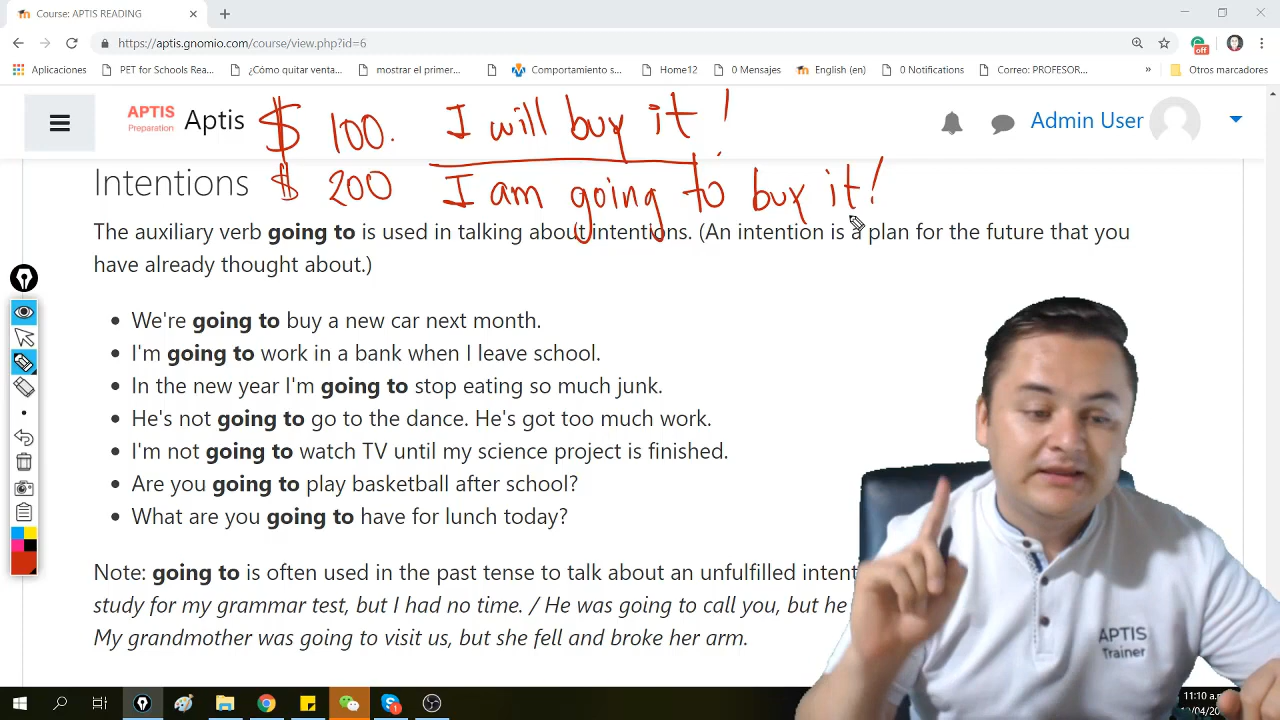 Course: APTIS READING
https://aptis.gnomio.com/course/view.php?id=6
off
Aplicaciones PET for Schools Rea... ¿Cómo quitar venta... mostrar el primer... Comportamiento s... Home12 0 Mensajes English (en) 0 Notifications Correo: PROFESOR... » Otros marcadores
APTIS
Preparation
Aptis
Admin User
$ 100. I will buy it!
$ 200 I am going to buy it!
Intentions
The auxiliary verb going to is used in talking about intentions. (An intention is a plan for the future that you
have already thought about.)
• We're going to buy a new car next month.
• I'm going to work in a bank when I leave school.
• In the new year I'm going to stop eating so much junk.
• He's not going to go to the dance. He's got too much work.
• I'm not going to watch TV until my science project is finished.
• Are you going to play basketball after school?
• What are you going to have for lunch today?
Note: going to is often used in the past tense to talk about an unfulfilled
study for my grammar test, but I had no time. / He was going to call you, but he
My grandmother was going to visit us, but she fell and broke her arm.
APTIS
Trainer
11:10 a.